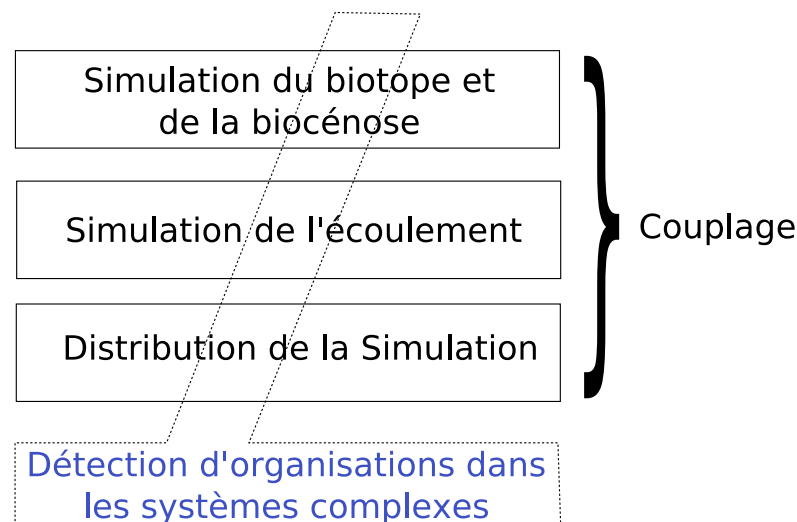 Simulation du biotope et
de la biocénose
Simulation de l'écoulement
Couplage
Distribution de la Simulation
Détection d'organisations dans
les systèmes complexes